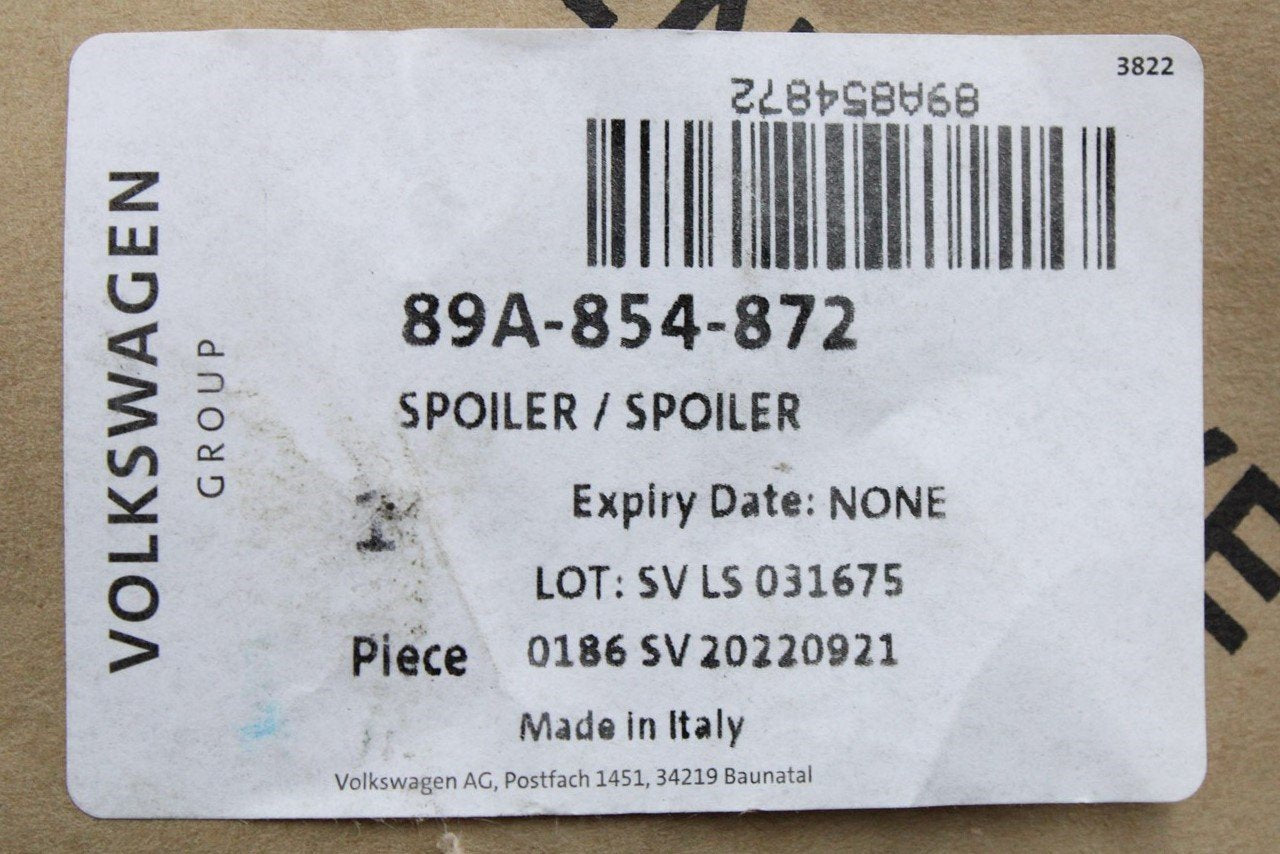 3822
89A854872
VOLKSWAGEN
GROUP
89A-854-872
SPOILER / SPOILER
Expiry Date: NONE
1
LOT: SV LS 031675
Piece 0186 SV 20220921
Made in Italy
Volkswagen AG, Postfach 1451, 34219 Baunatal